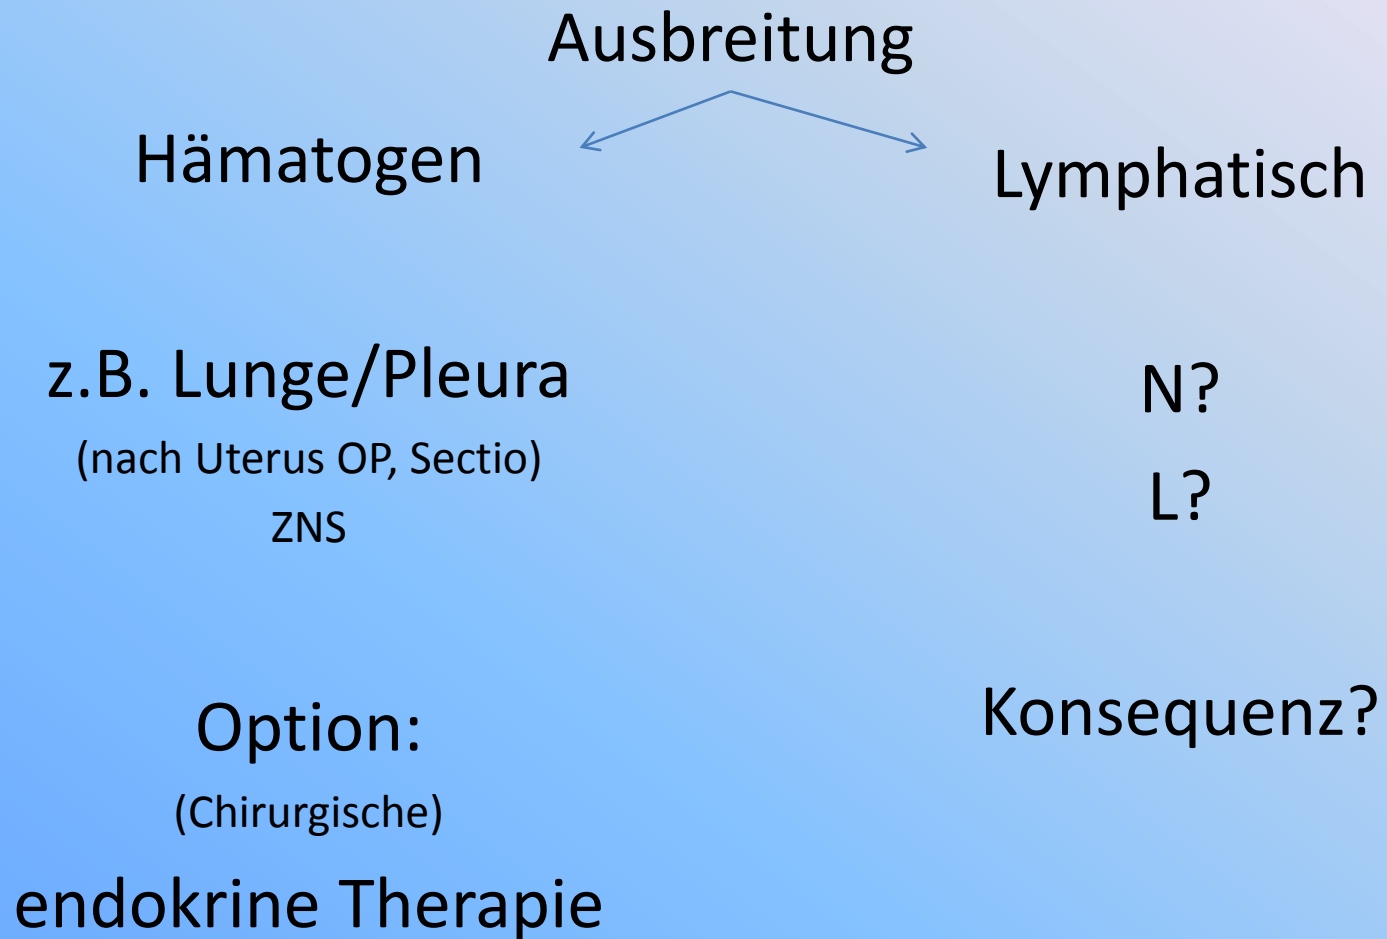 Ausbreitung
Hämatogen
Lymphatisch
z.B. Lunge/Pleura
(nach Uterus OP, Sectio)
ZNS
N?
L?
Option:
(Chirurgische)
endokrine Therapie
Konsequenz?